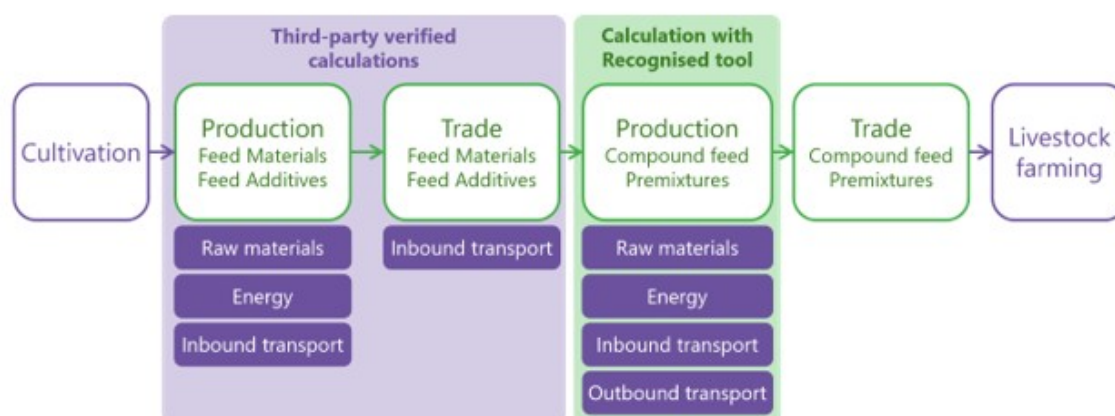 Third-party verified
calculations
Calculation with
Recognised tool
Cultivation
Production
Feed Materials
Feed Additives
Trade
Feed Materials
Feed Additives
Production
Compound feed
Premixtures
Trade
Compound feed
Premixtures
Livestock
farming
Raw materials
Energy
Inbound transport
Inbound transport
Raw materials
Energy
Inbound transport
Outbound transport